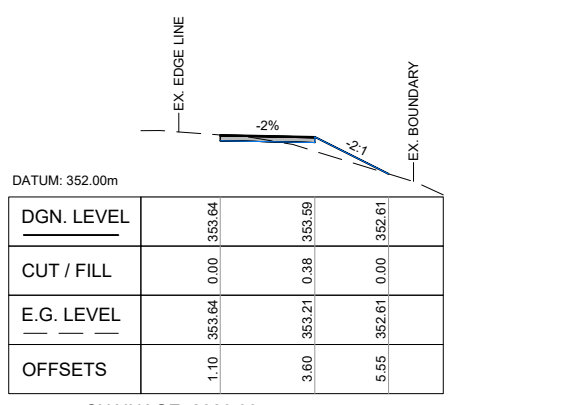 EX. EDGE LINE
EX. BOUNDARY
-2%
-2:1
DATUM: 352.00m
DGN. LEVEL 353.64 353.59 352.61
CUT / FILL 0.00 0.38 0.00
E.G. LEVEL 353.64 353.21 352.61
OFFSETS 1.10 3.60 5.55